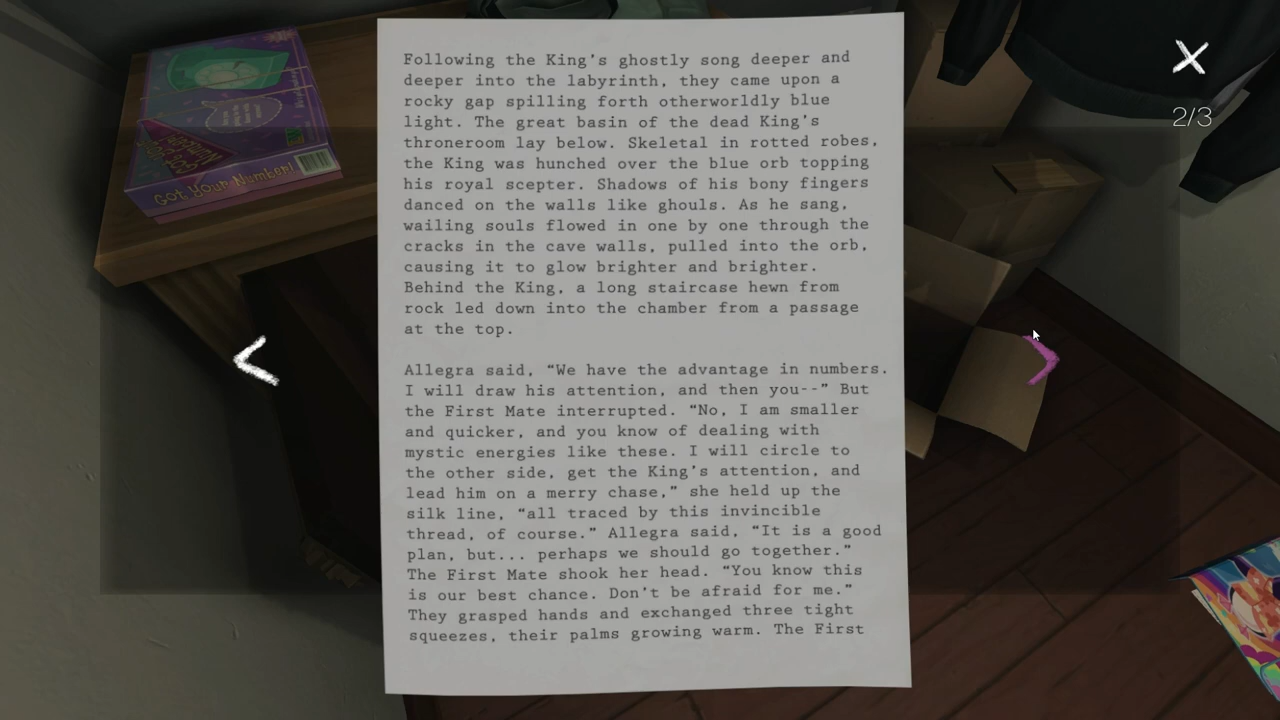 Following the King's ghostly song deeper and
deeper into the labyrinth, they came upon a
rocky gap spilling forth otherworldly blue
light. The great basin of the dead King's
throneroom lay below. Skeletal in rotted robes,
the King was hunched over the blue orb topping
his royal scepter. Shadows of his bony fingers
danced on the walls like ghouls. As he sang,
wailing souls flowed in one by one through the
cracks in the cave walls, pulled into the orb,
causing it to glow brighter and brighter.
Behind the King, a long staircase hewn from
rock led down into the chamber from a passage
at the top.
Allegra said, “We have the advantage in numbers.
I will draw his attention, and then you--” But
the First Mate interrupted. “No, I am smaller
and quicker, and you know of dealing with
mystic energies like these. I will circle to
the other side, get the King's attention, and
lead him on a merry chase,” she held up the
silk line, “all traced by this invincible
thread, of course.” Allegra said, “It is a good
plan, but... perhaps we should go together.”
The First Mate shook her head. “You know this
is our best chance. Don't be afraid for me.”
They grasped hands and exchanged three tight
squeezes, their palms growing warm. The First
2/3
Got Your Number!